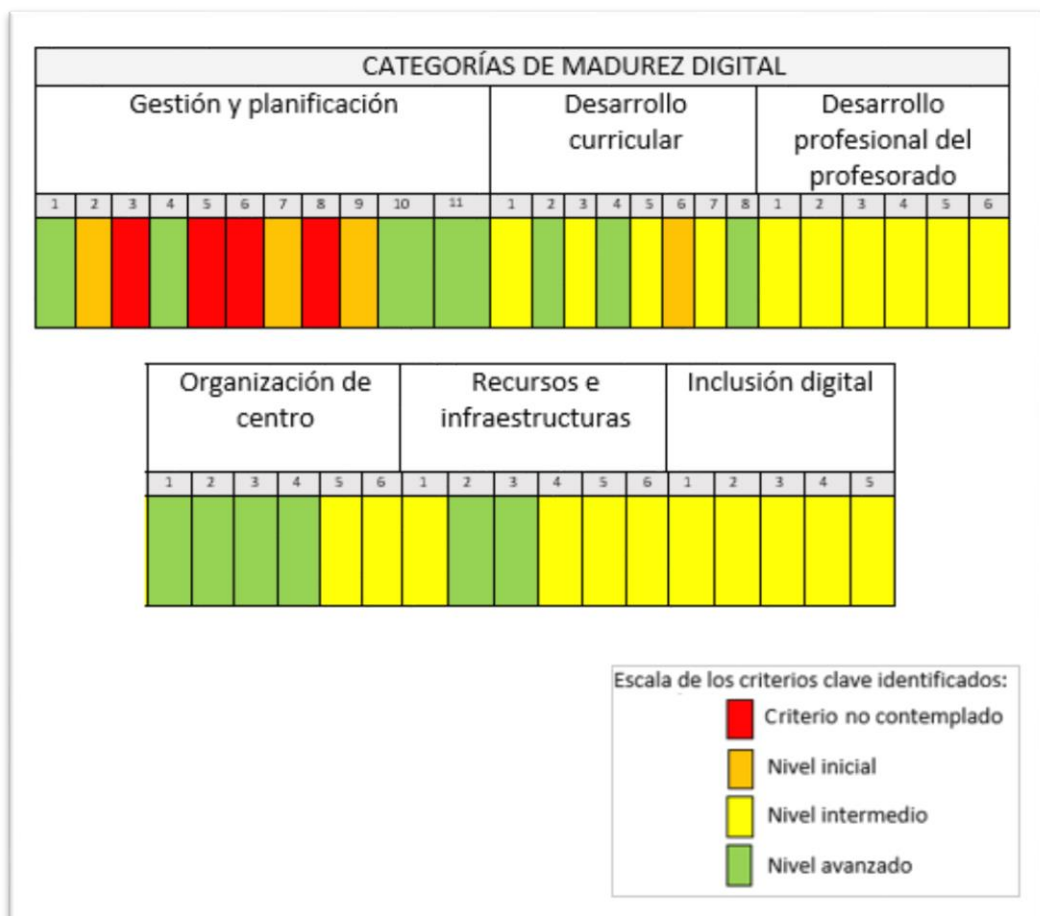 CATEGORÍAS DE MADUREZ DIGITAL
Gestión y planificación
Desarrollo
curricular
Desarrollo
profesional del
profesorado
1 2 3 4 5 6 7 8 9 10 11 1 2 3 4 5 6 7 8 1 2 3 4 5 6
Organización de
centro
Recursos e
infraestructuras
Inclusión digital
1 2 3 4 5 6 1 2 3 4 5 6 1 2 3 4 5
Escala de los criterios clave identificados:
Criterio no contemplado
Nivel inicial
Nivel intermedio
Nivel avanzado